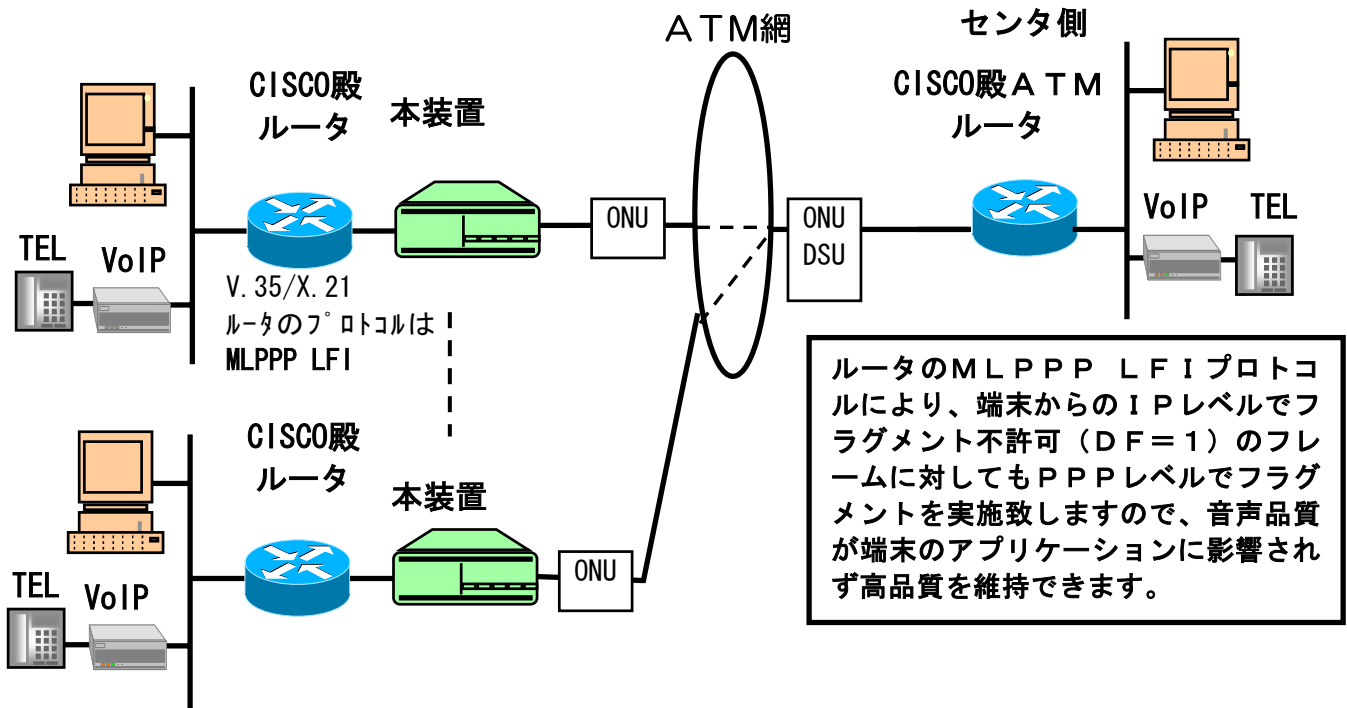 ATM網
センタ側
CISCO殿
ルータ
本装置
CISCO殿ATM
ルータ
ONU
ONU
DSU
TEL
VoIP
VoIP
TEL
V.35/X.21
ルータのプロトコルは
MLPPP LFI
CISCO殿
ルータ
本装置
ONU
TEL
VoIP
ルータのMLPPP LFIプロトコ
ルにより、端末からのIPレベルでフ
ラグメント不許可(DF=1)のフレ
ームに対してもPPPレベルでフラグ
メントを実施致しますので、音声品質
が端末のアプリケーションに影響され
ず高品質を維持できます。